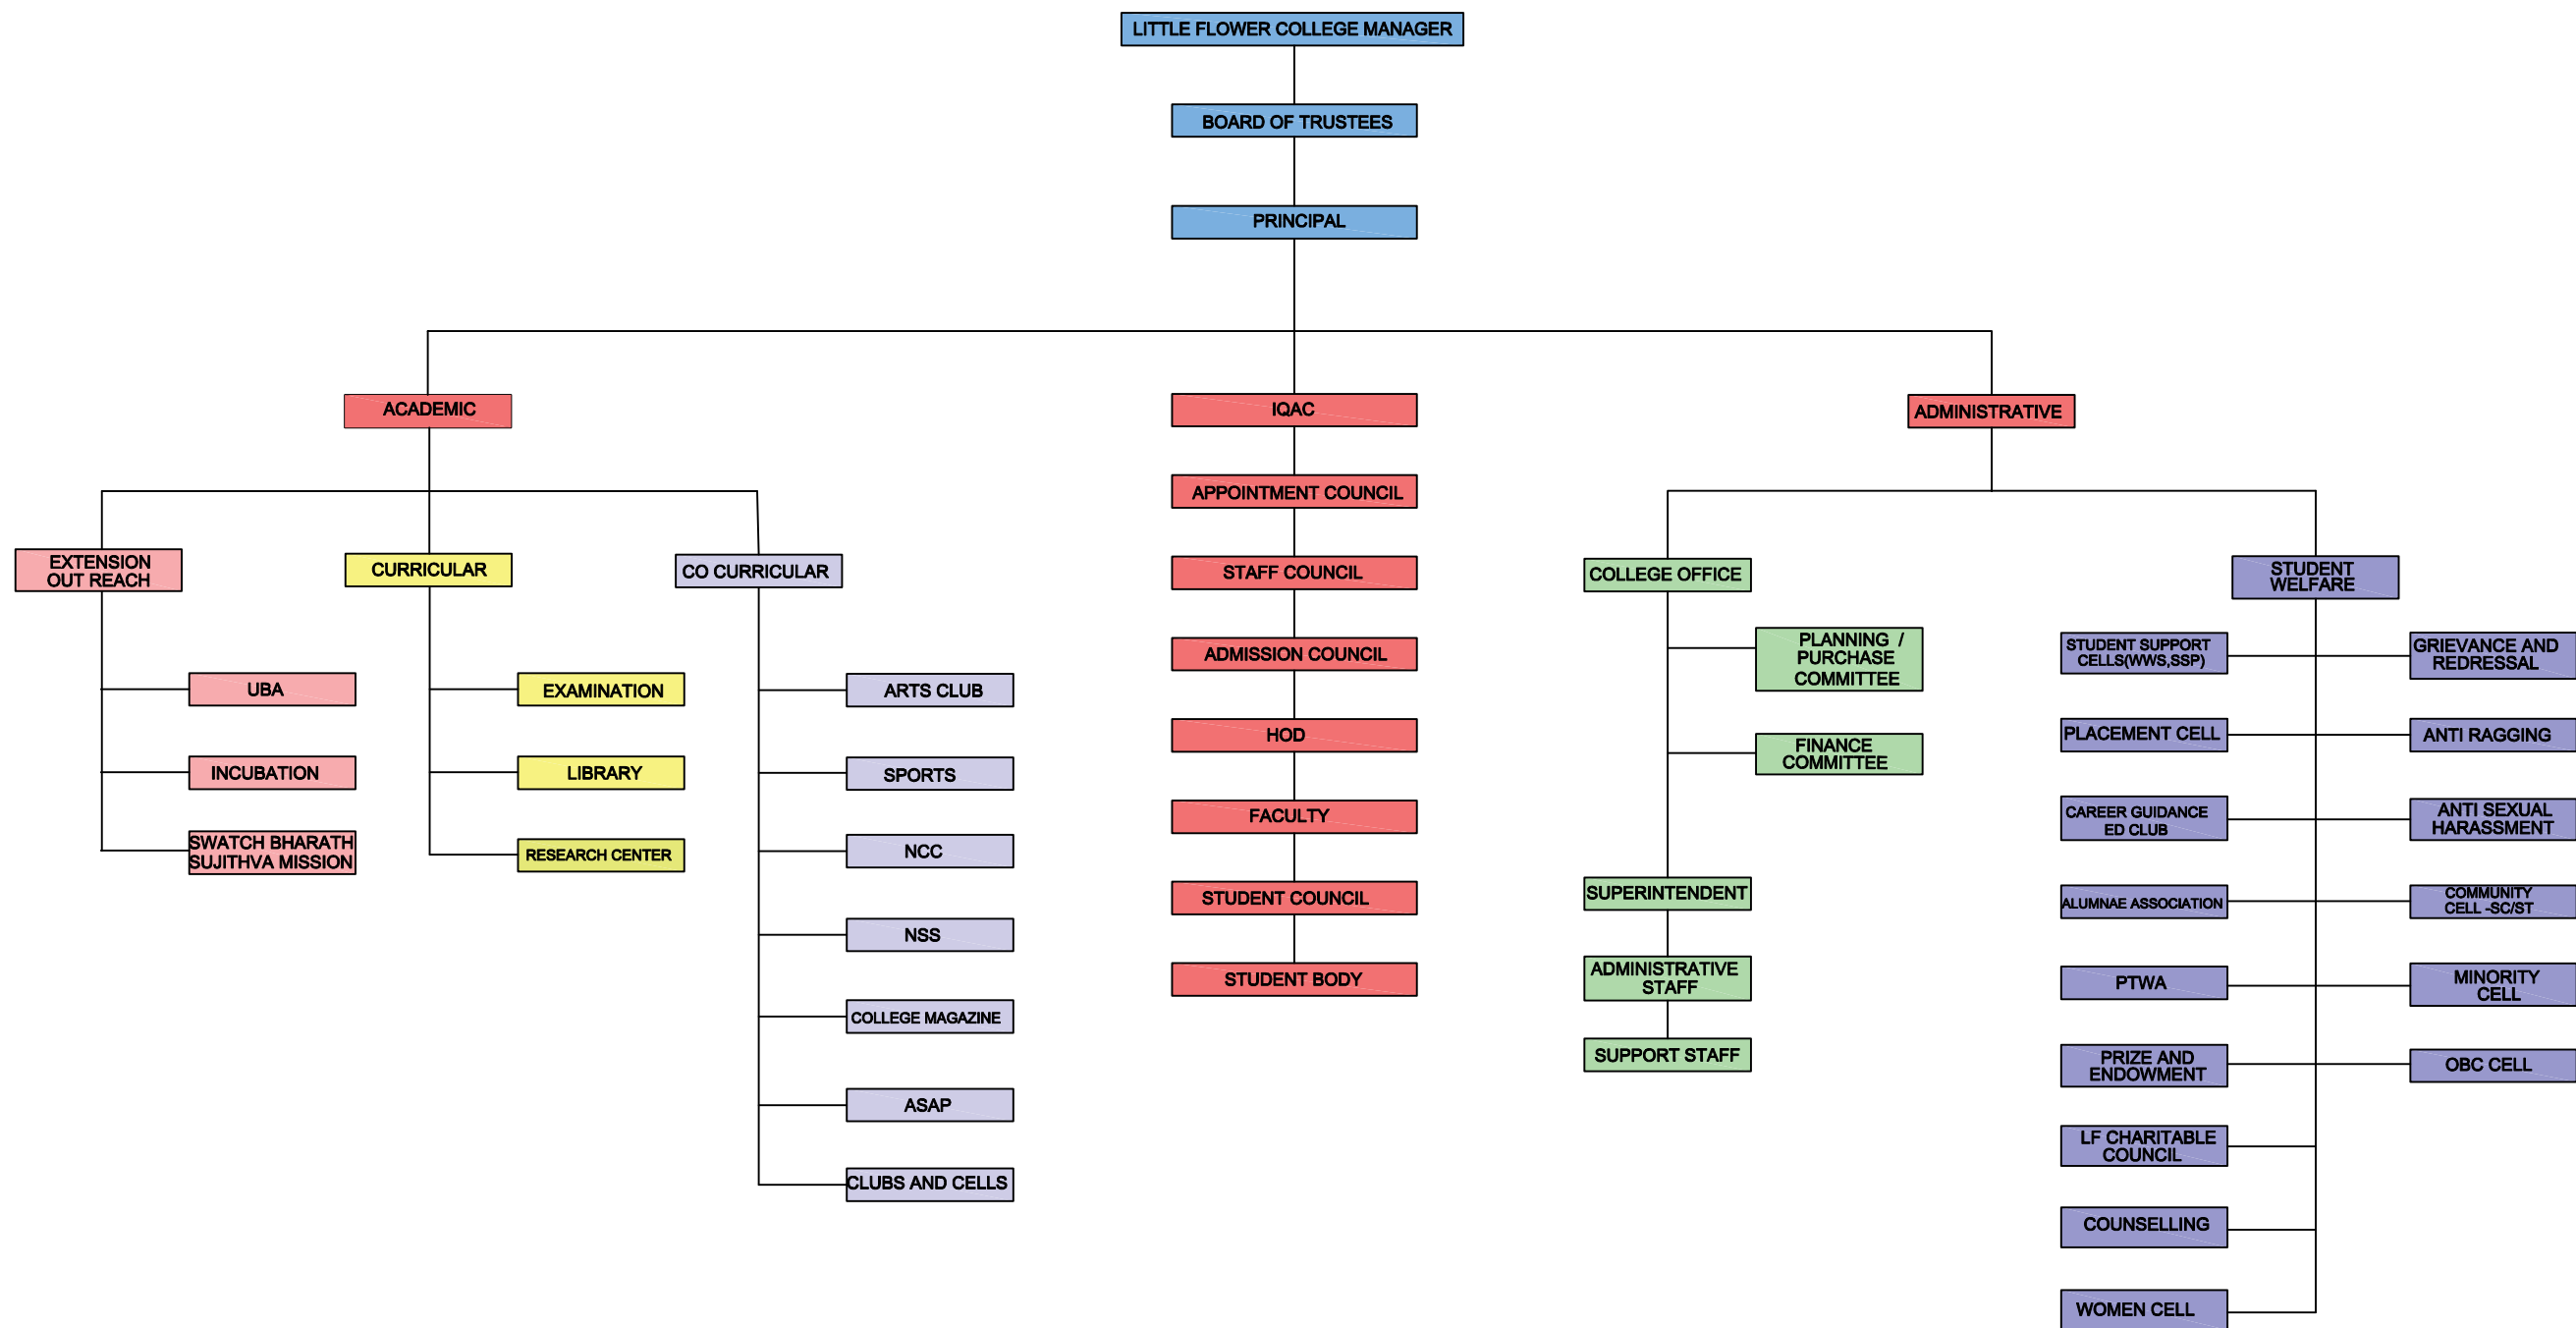 LITTLE FLOWER COLLEGE MANAGER
BOARD OF TRUSTEES
PRINCIPAL
ACADEMIC
IQAC
ADMINISTRATIVE
EXTENSION
OUT REACH
UBA
INCUBATION
SWATCH BHARATH
SUJITHVA MISSION
CURRICULAR
EXAMINATION
LIBRARY
RESEARCH CENTER
CO CURRICULAR
ARTS CLUB
SPORTS
NCC
NSS
COLLEGE MAGAZINE
ASAP
CLUBS AND CELLS
APPOINTMENT COUNCIL
STAFF COUNCIL
ADMISSION COUNCIL
HOD
FACULTY
STUDENT COUNCIL
STUDENT BODY
COLLEGE OFFICE
PLANNING /
PURCHASE
COMMITTEE
FINANCE
COMMITTEE
SUPERINTENDENT
ADMINISTRATIVE
STAFF
SUPPORT STAFF
STUDENT
WELFARE
STUDENT SUPPORT
CELLS(WWS,SSP)
PLACEMENT CELL
CAREER GUIDANCE
ED CLUB
ALUMNAE ASSOCIATION
PTWA
PRIZE AND
ENDOWMENT
LF CHARITABLE
COUNCIL
COUNSELLING
WOMEN CELL
GRIEVANCE AND
REDRESSAL
ANTI RAGGING
ANTI SEXUAL
HARASSMENT
COMMUNITY
CELL -SC/ST
MINORITY
CELL
OBC CELL